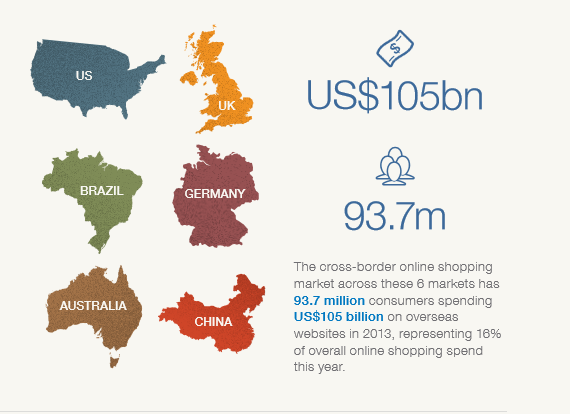 US
UK
BRAZIL
GERMANY
AUSTRALIA
CHINA
$
US$105bn
93.7m
The cross-border online shopping
market across these 6 markets has
93.7 million consumers spending
US$105 billion on overseas
websites in 2013, representing 16%
of overall online shopping spend
this year.